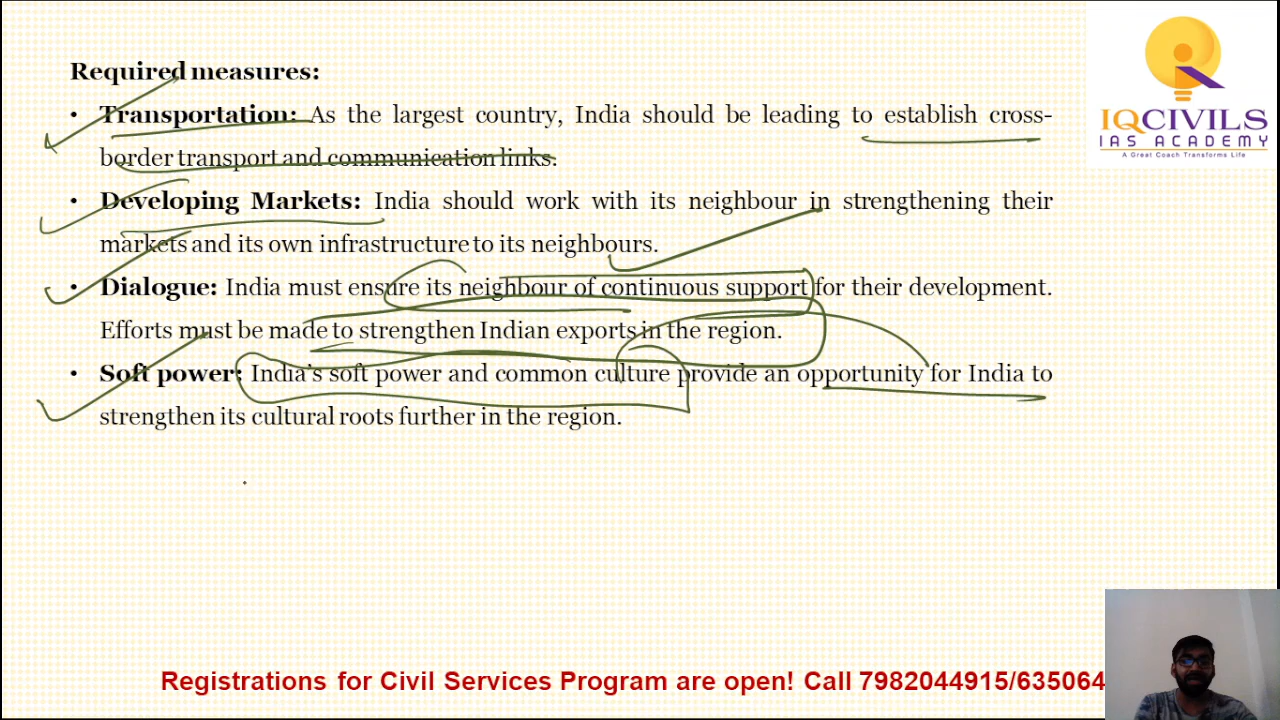 Required measures:
• Transportation: As the largest country, India should be leading to establish cross-
border transport and communication links.
• Developing Markets: India should work with its neighbour in strengthening their
markets and its own infrastructure to its neighbours.
• Dialogue: India must ensure its neighbour of continuous support for their development.
Efforts must be made to strengthen Indian exports in the region.
• Soft power: India's soft power and common culture provide an opportunity for India to
strengthen its cultural roots further in the region.
IQCIVILS
IAS ACADEMY
A Great Coach Transforms Life
Registrations for Civil Services Program are open! Call 7982044915/635064